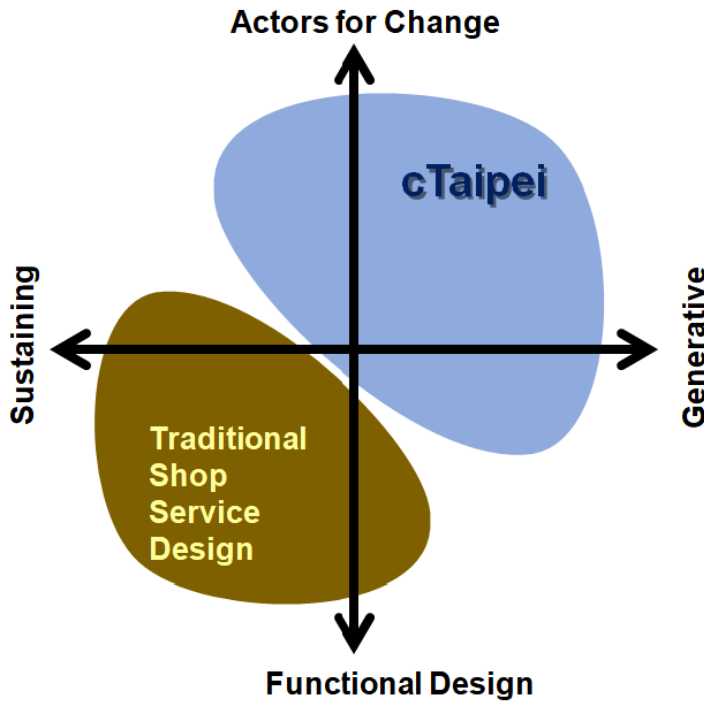 Actors for Change
cTaipei
Sustaining
Generative
Traditional
Shop
Service
Design
Functional Design